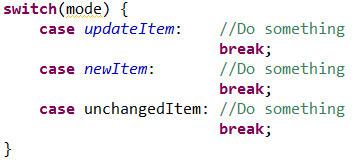 switch(mode) {
    case updateItem:     //Do something
                         break;
    case newItem:        //Do something
                         break;
    case unchangedItem: //Do something
                         break;
}